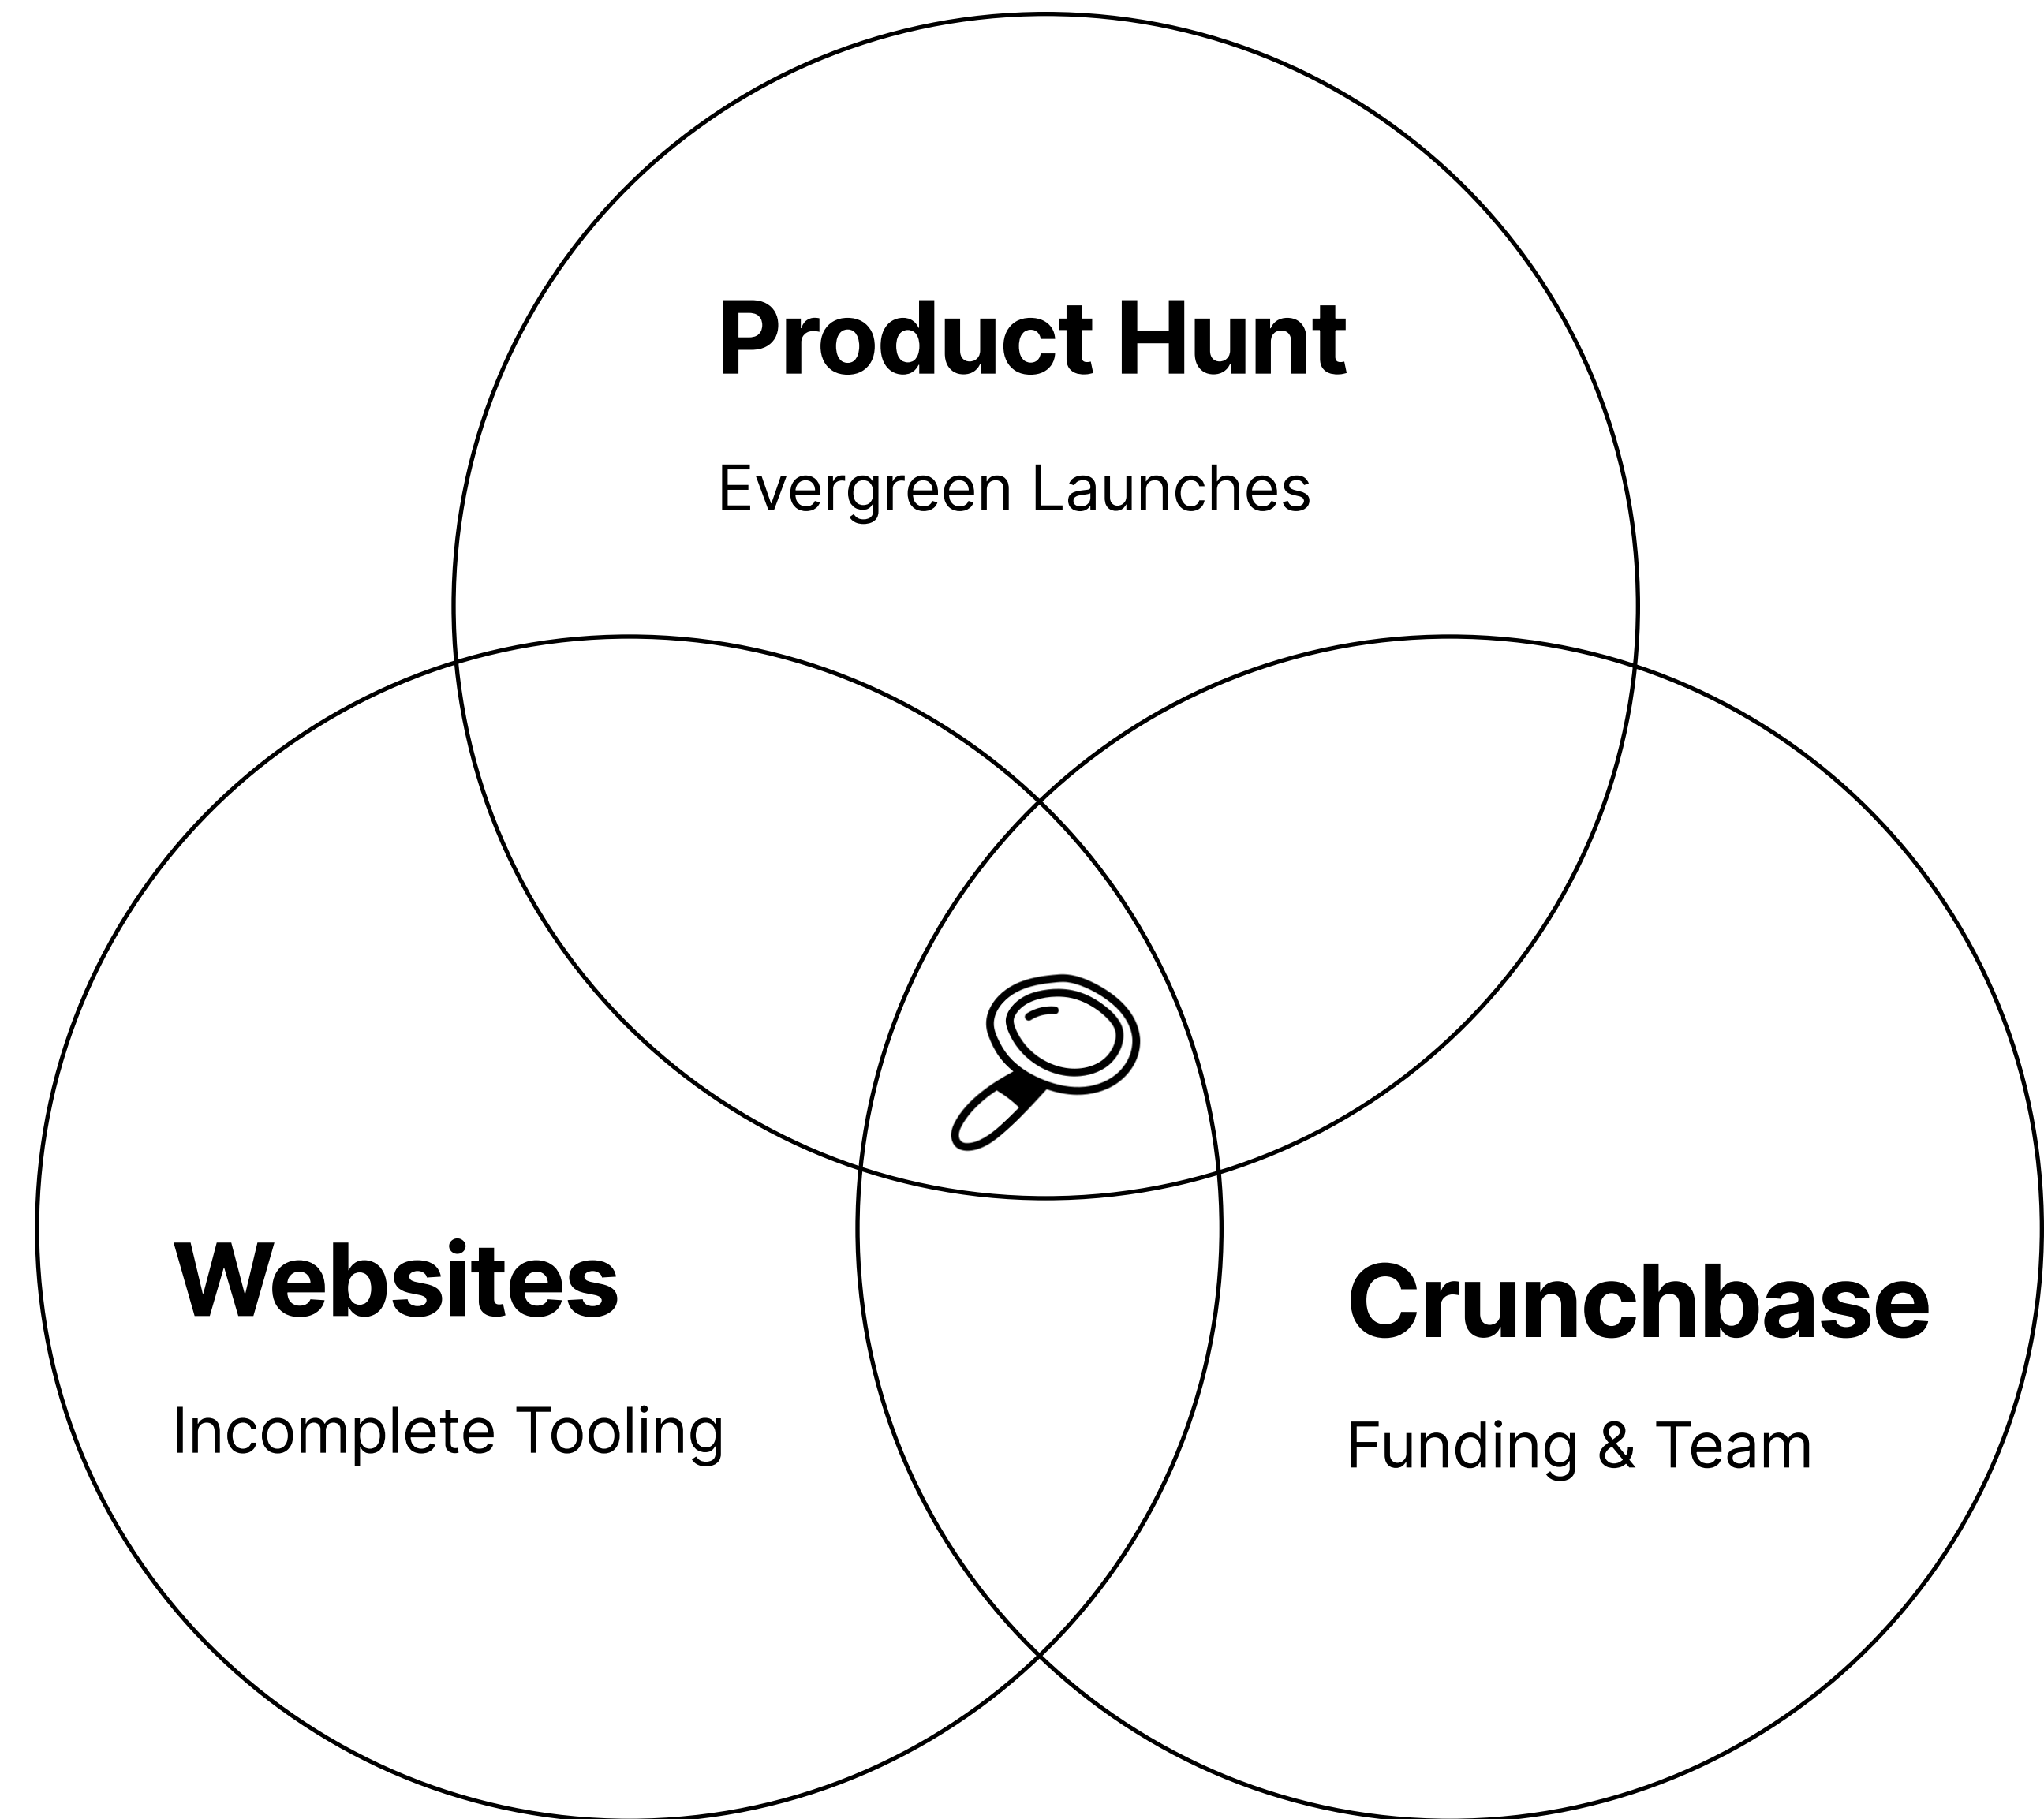 Product Hunt
Evergreen Launches
Websites
Incomplete Tooling
Crunchbase
Funding & Team